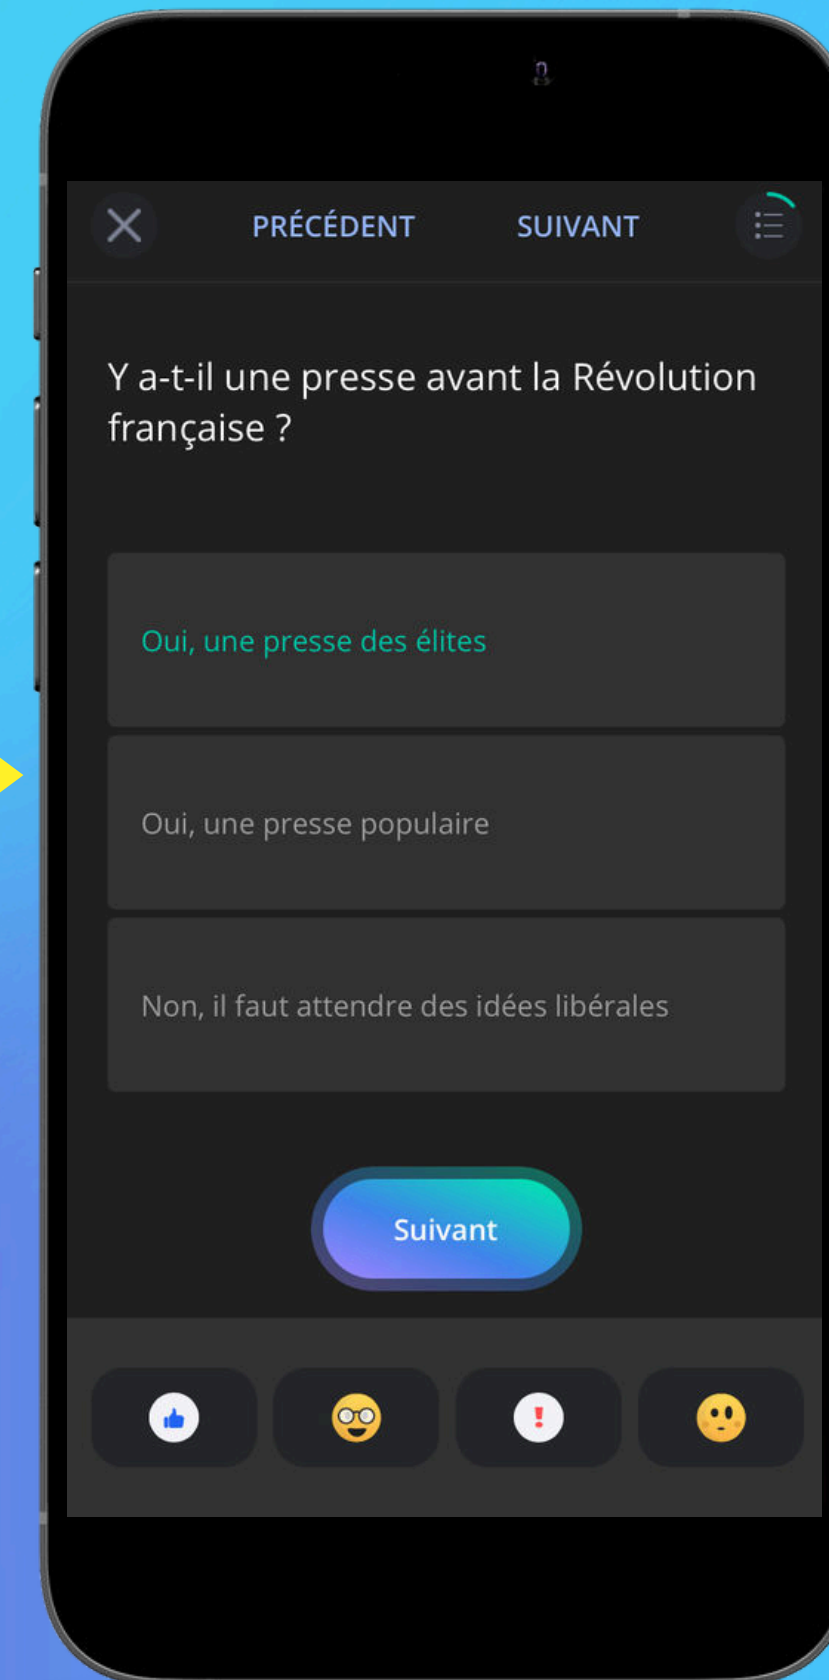 PRÉCÉDENT SUIVANT
Y a-t-il une presse avant la Révolution
française ?
Oui, une presse des élites
Oui, une presse populaire
Non, il faut attendre des idées libérales
Suivant